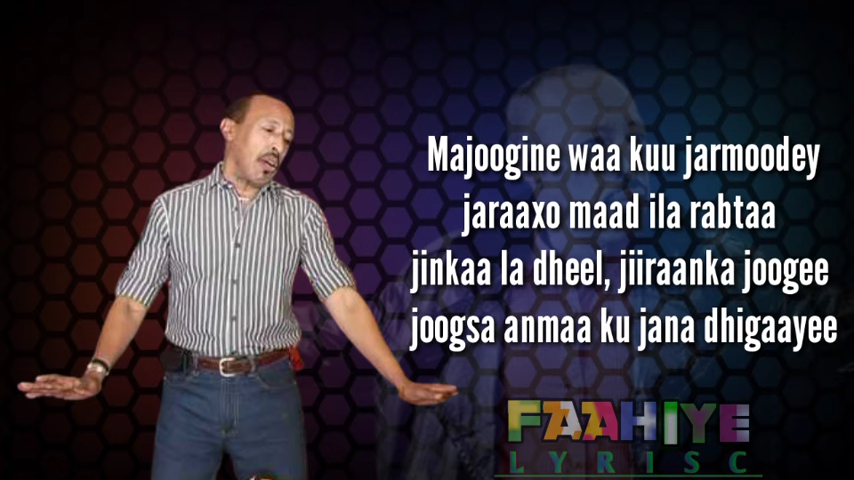 Majoogine waa kuu jarmoodey
jaraaxo maad ila rabtaa
jinkaa la dheel, jiiraanka joogee
joogsa anmaa ku jana dhigaayee
FAAHIYE
LYRISC